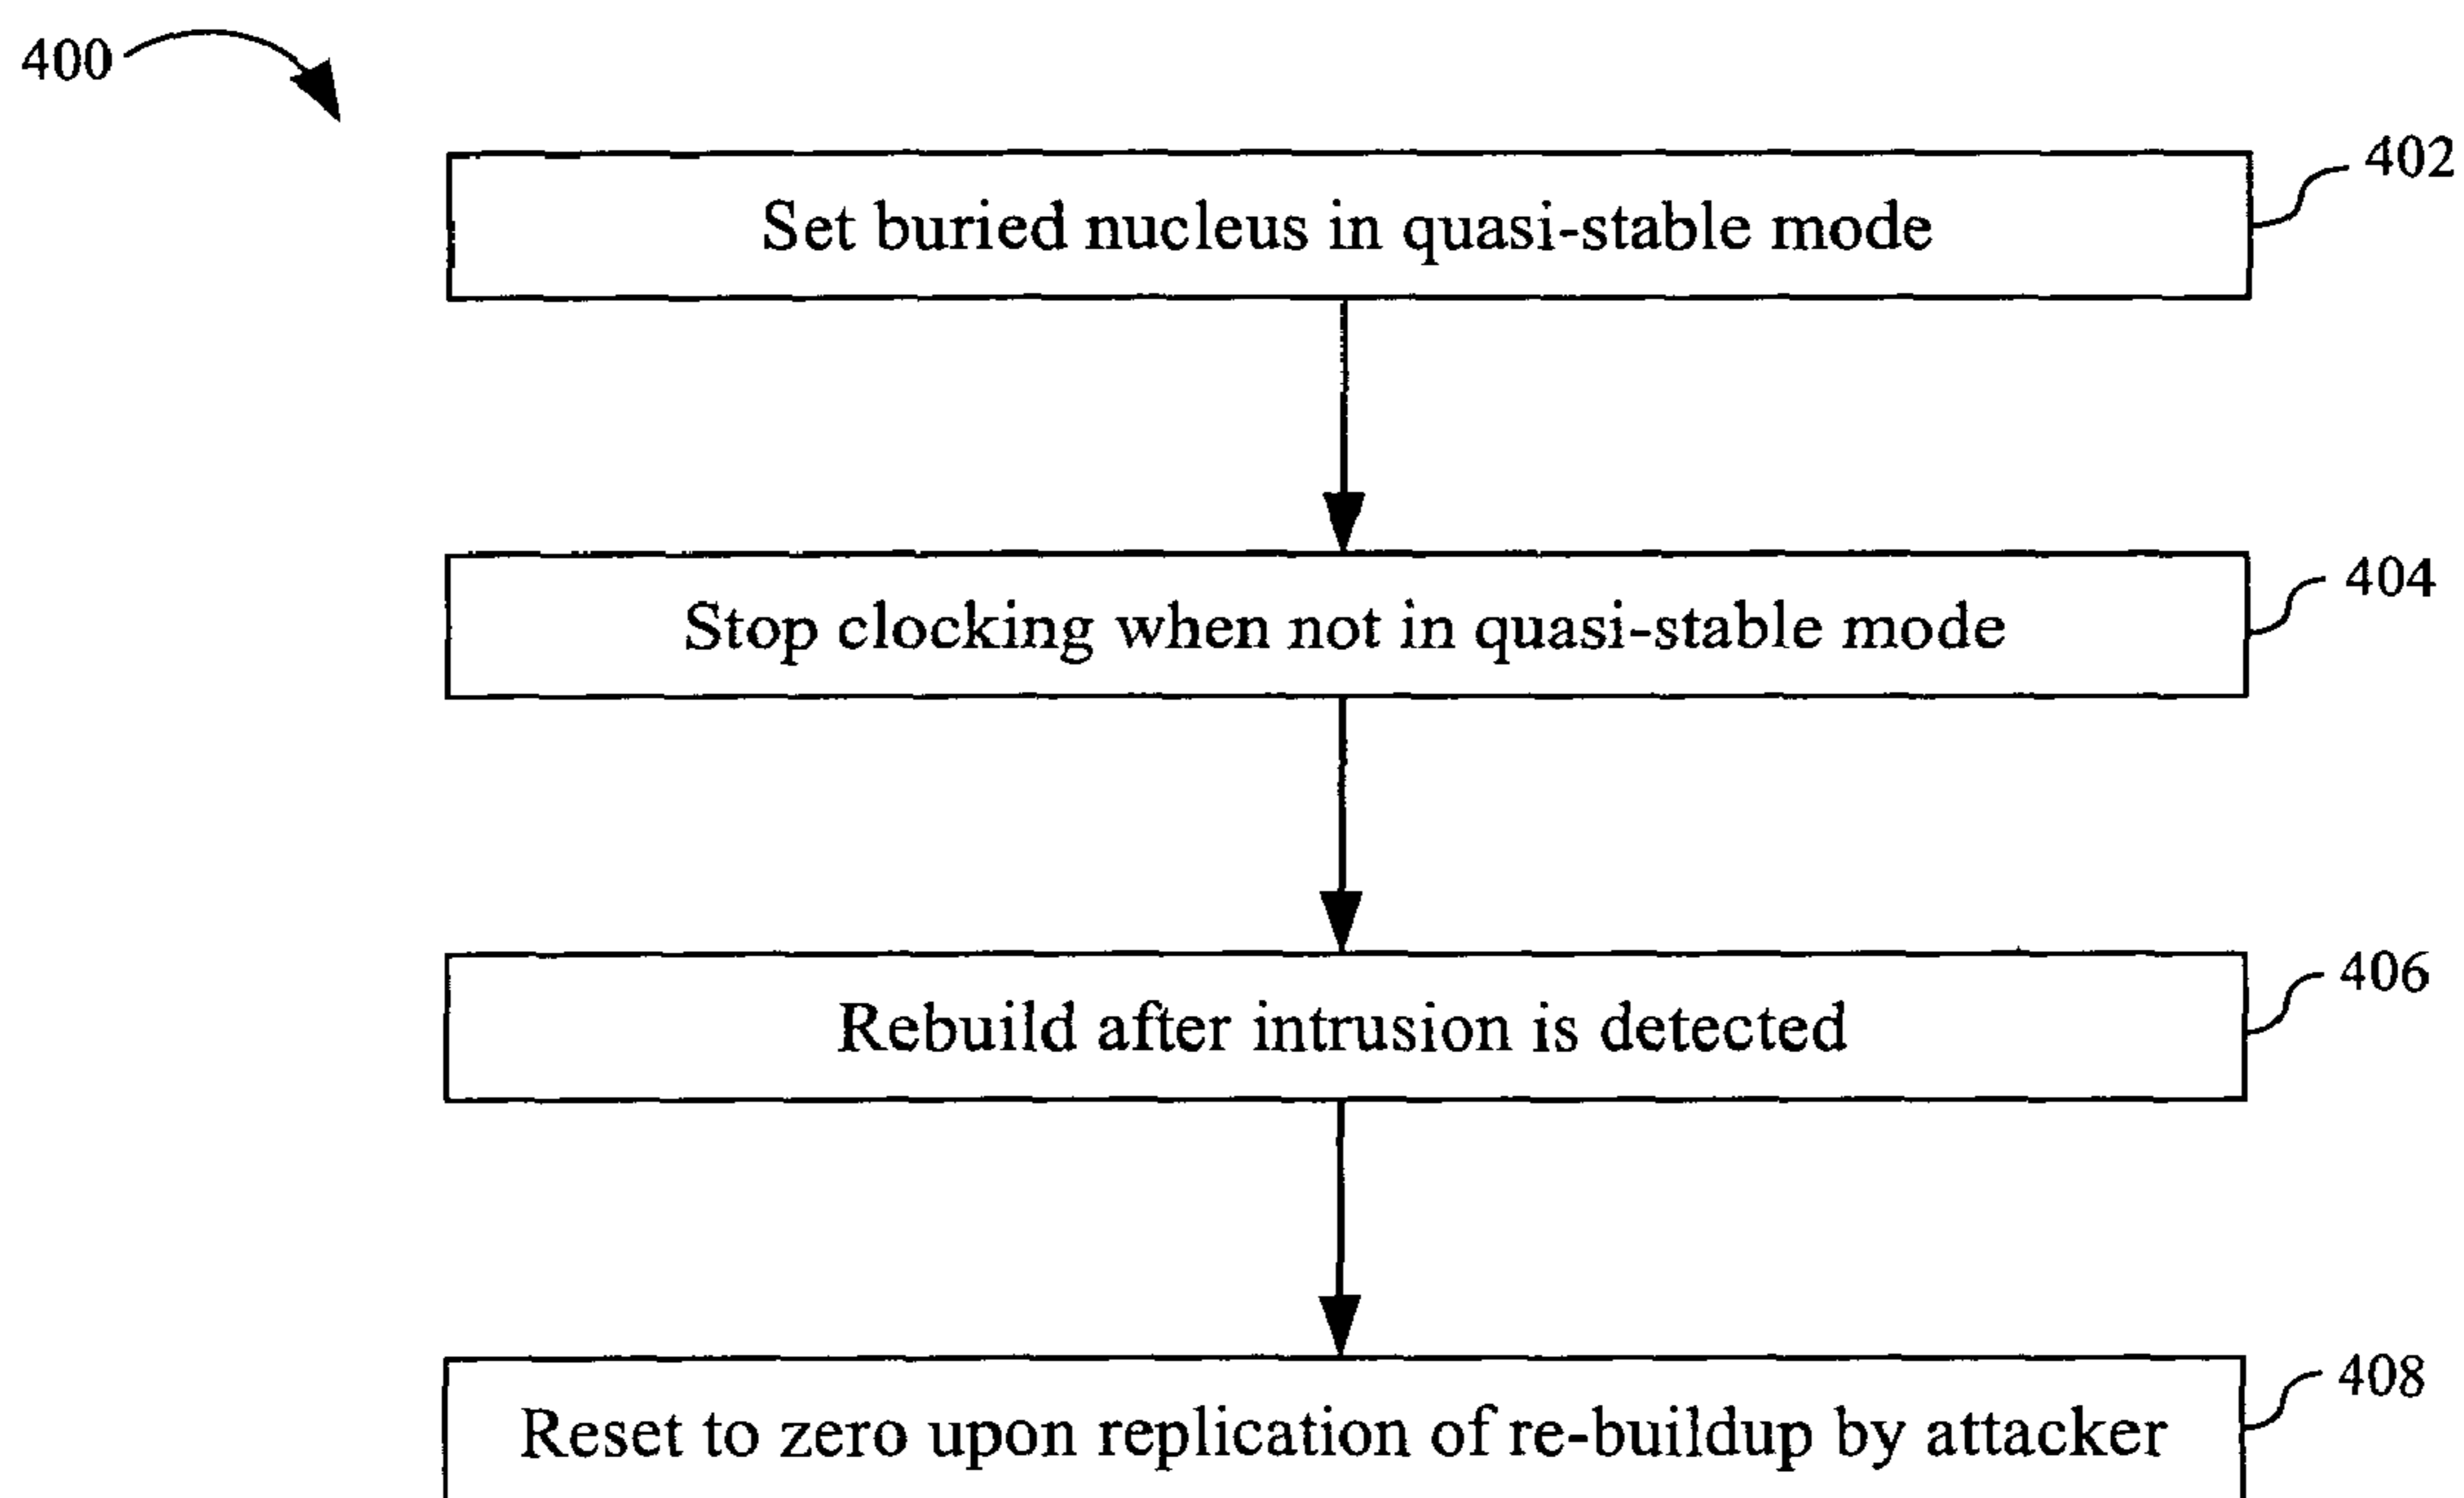 400
402
Set buried nucleus in quasi-stable mode
404
Stop clocking when not in quasi-stable mode
406
Rebuild after intrusion is detected
408
Reset to zero upon replication of re-buildup by attacker